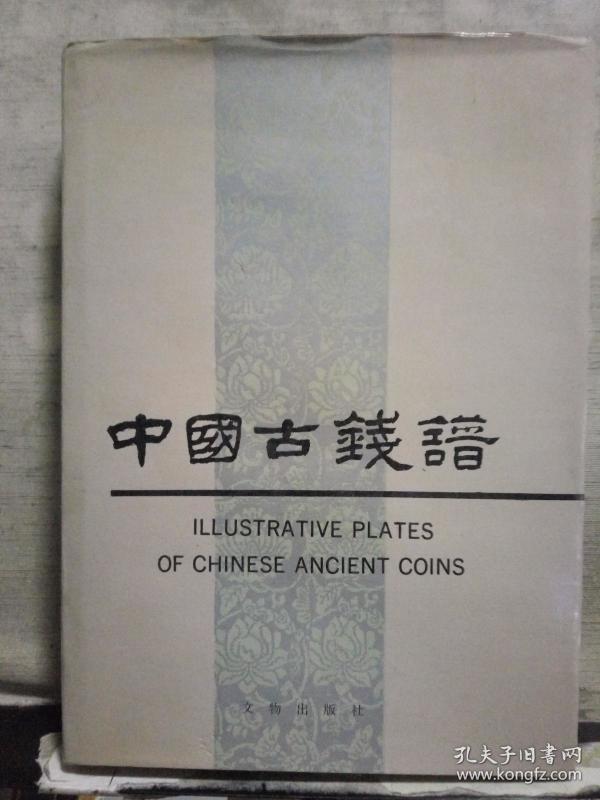 中國古錢譜
ILLUSTRATIVE PLATES
OF CHINESE ANCIENT COINS
文物出版社
孔夫子旧書网
www.kongfz.com